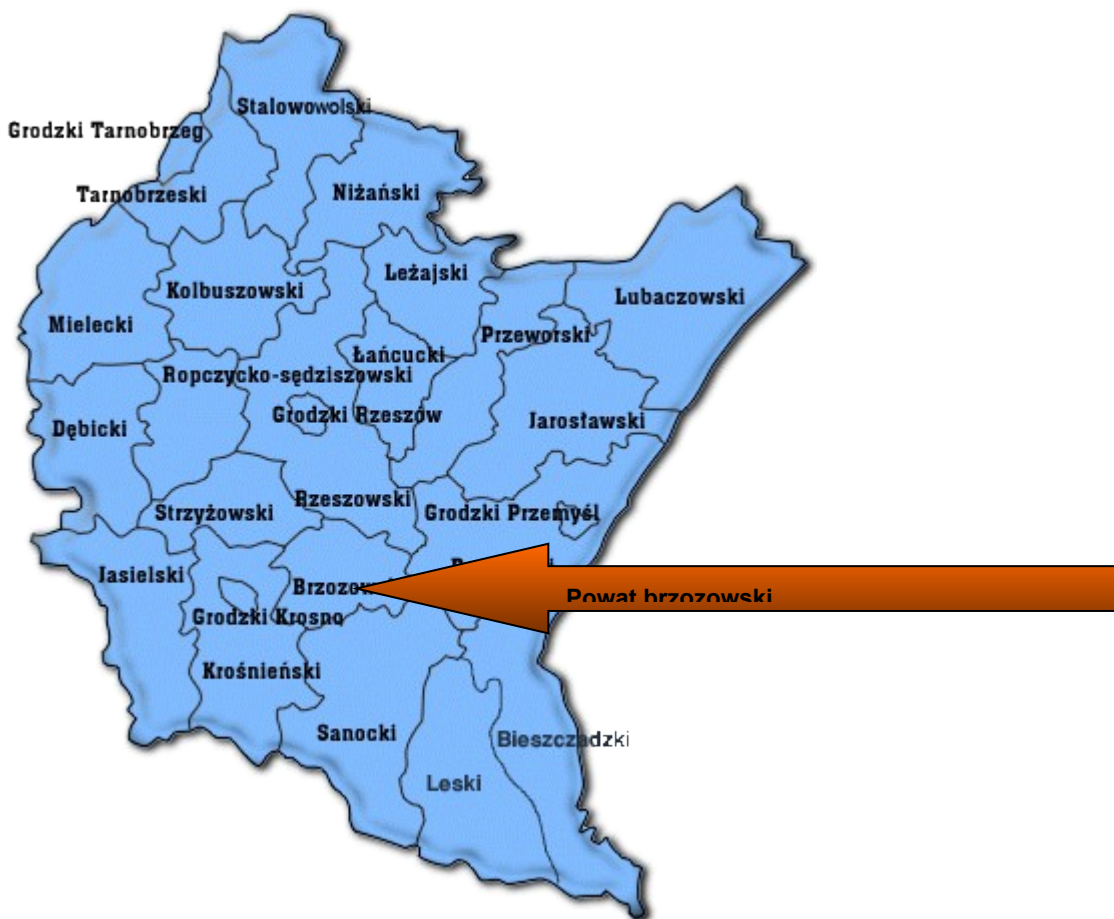 Stalowowolski
Grodzki Tarnobrzeg
Tarnobrzeski
Niżański
Leżajski
Kolbuszowski
Lubaczowski
Mielecki
Przeworski
Łańcucki
Ropczycko-sędziszowski
Grodzki Rzeszów
Jarosławski
Dębicki
Rzeszowski
Strzyżowski
Grodzki Przemyśl
Jasielski
Powat brzozowski
Grodzki Krosno
Krośnieński
Sanocki
Bieszczadzki
Leski